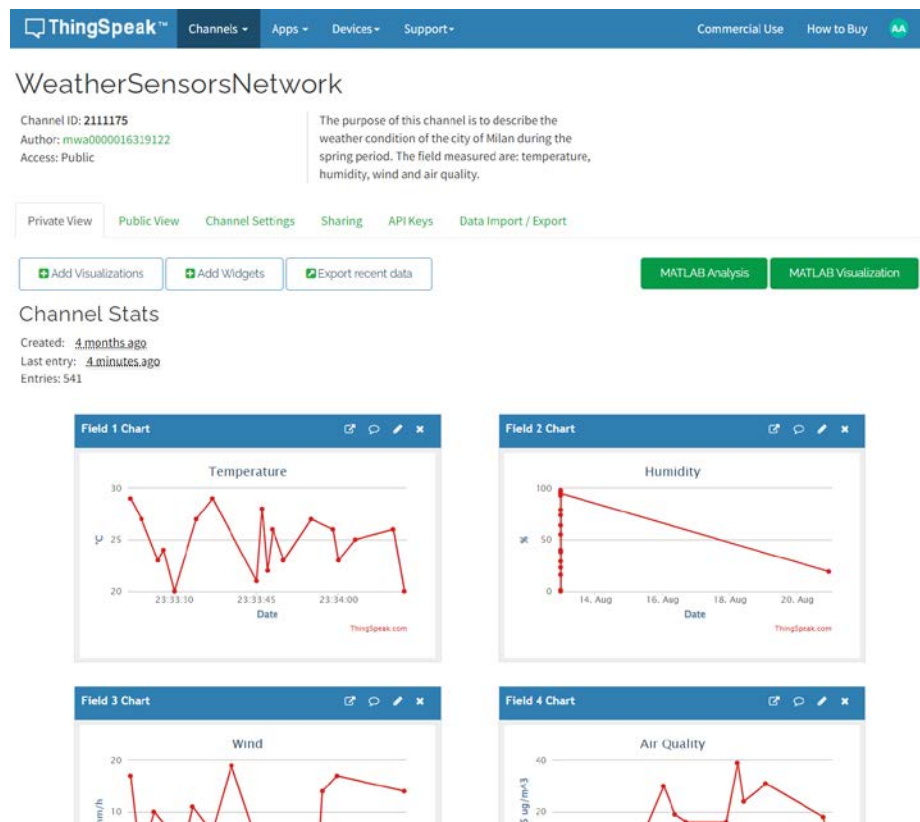 ThingSpeak™ Channels Apps Devices Support Commercial Use How to Buy AA
WeatherSensorsNetwork
Channel ID: 2111175
Author: mwa0000016319122
Access: Public
The purpose of this channel is to describe the
weather condition of the city of Milan during the
spring period. The field measured are: temperature,
humidity, wind and air quality.
Private View Public View Channel Settings Sharing API Keys Data Import / Export
Add Visualizations Add Widgets Export recent data MATLAB Analysis MATLAB Visualization
Channel Stats
Created: 4 months ago
Last entry: 4 minutes ago
Entries: 541
Field 1 Chart
Temperature
30
25
20
°C
23:33:30 23:33:45 23:34:00
Date
ThingSpeak.com
Field 2 Chart
Humidity
100
50
0
%
14. Aug 16. Aug 18. Aug 20. Aug
Date
ThingSpeak.com
Field 3 Chart
Wind
20
10
Field 4 Chart
Air Quality
40
20
ug/m^3